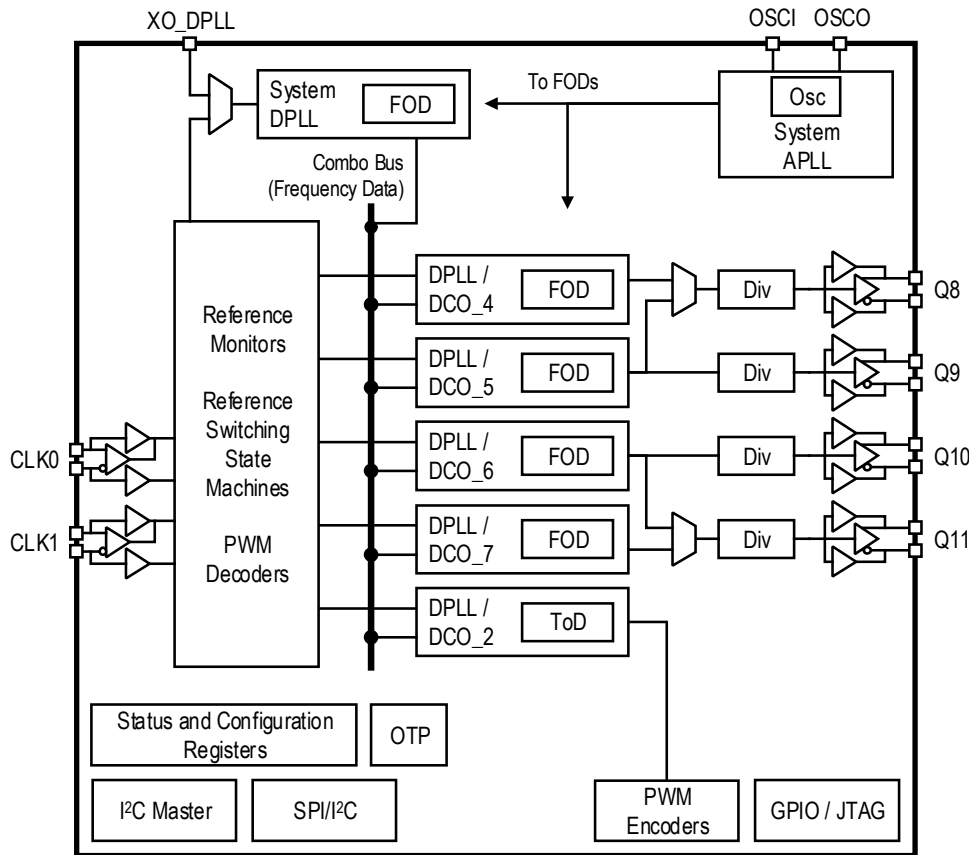 XO_DPLL
OSCI
OSCO
System
DPLL
FOD
To FODs
Osc
System
APLL
Combo Bus
(Frequency Data)
Reference
Monitors
Reference
Switching
State
Machines
PWM
Decoders
CLK0
CLK1
DPLL /
DCO_4
FOD
Div
Q8
DPLL /
DCO_5
FOD
Div
Q9
DPLL /
DCO_6
FOD
Div
Q10
DPLL /
DCO_7
FOD
Div
Q11
DPLL /
DCO_2
ToD
Status and Configuration
Registers
OTP
I²C Master
SPI/I²C
PWM
Encoders
GPIO / JTAG